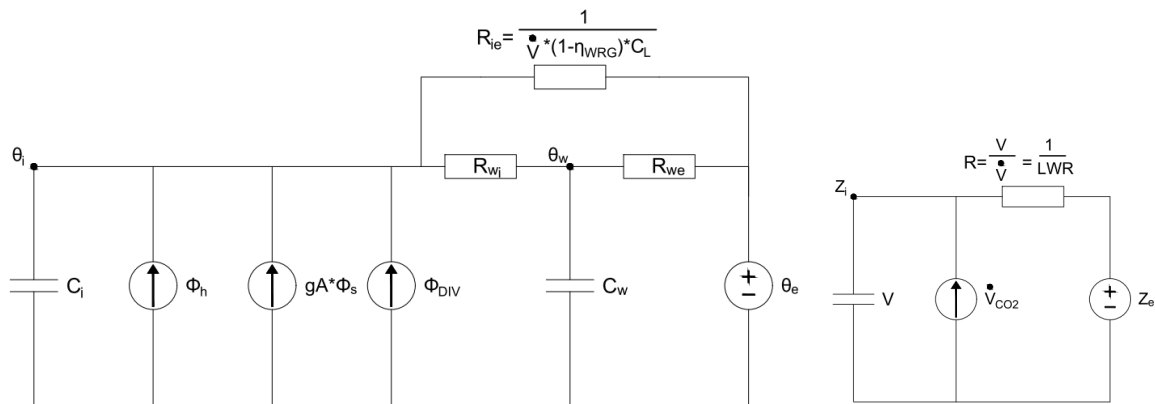 R_ie= 1 / V̇ *(1-η_WRG)*C_L
θ_i
R_wi
θ_w
R_we
R= V / V̇ = 1 / LWR
Z_i
C_i
Φ_h
gA*Φ_s
Φ_DIV
C_w
+
−
θ_e
V
V̇_CO2
+
−
Z_e